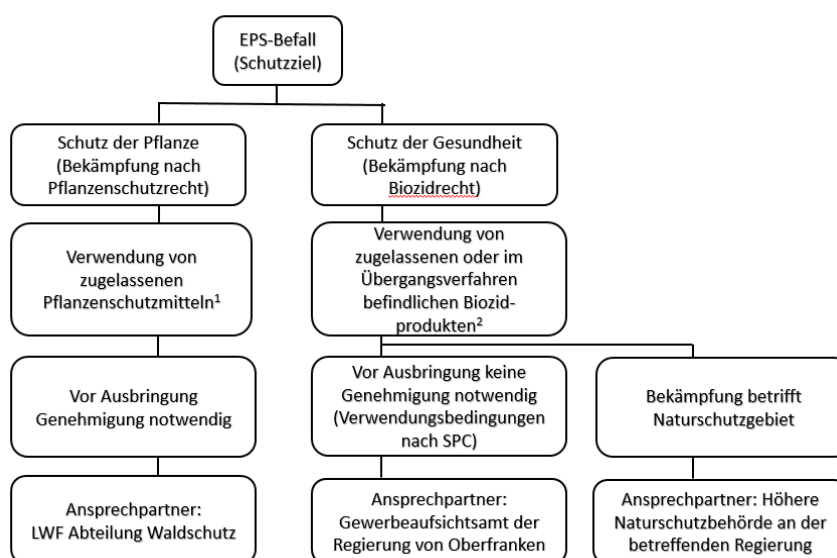 EPS-Befall
(Schutzziel)
Schutz der Pflanze
(Bekämpfung nach
Pflanzenschutzrecht)
Schutz der Gesundheit
(Bekämpfung nach
Biozidrecht)
Verwendung von
zugelassenen
Pflanzenschutzmitteln¹
Verwendung von
zugelassenen oder im
Übergangsverfahren
befindlichen Biozid-
produkten²
Vor Ausbringung
Genehmigung notwendig
Vor Ausbringung keine
Genehmigung notwendig
(Verwendungsbedingungen
nach SPC)
Bekämpfung betrifft
Naturschutzgebiet
Ansprechpartner:
LWF Abteilung Waldschutz
Ansprechpartner:
Gewerbeaufsichtsamt der
Regierung von Oberfranken
Ansprechpartner: Höhere
Naturschutzbehörde an der
betreffenden Regierung